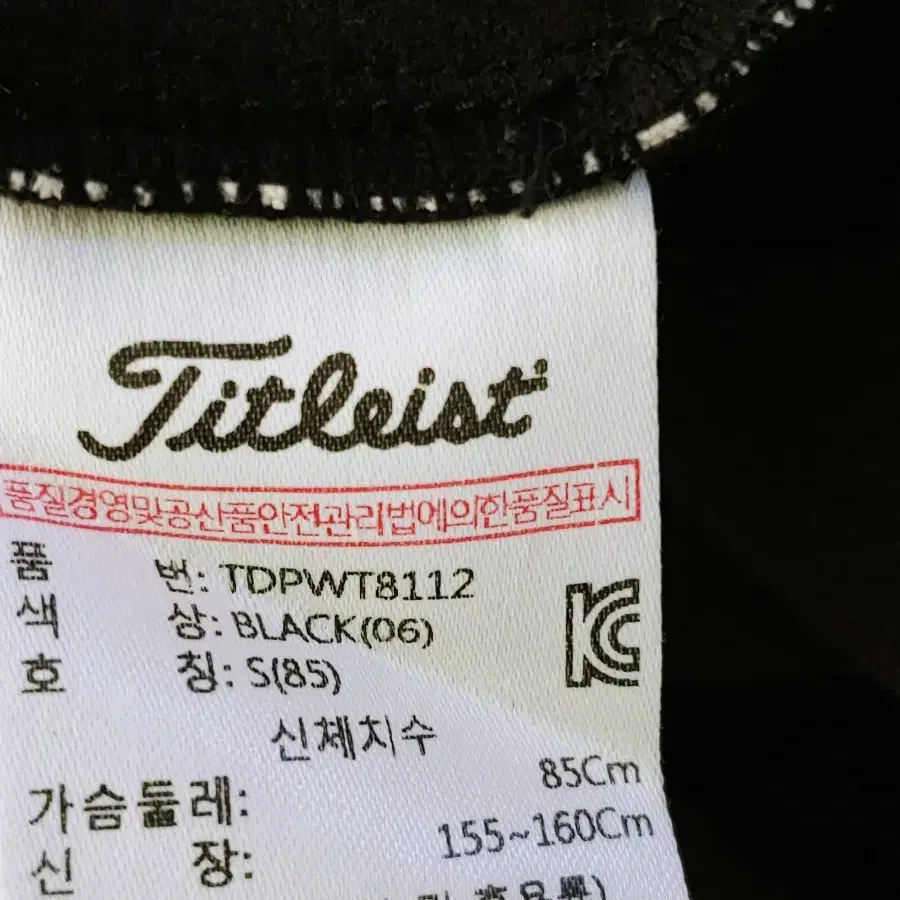 Titleist
품질경영및공산품안전관리법에의한품질표시
품 번: TDPWT8112
색 상: BLACK(06)
호 칭: S(85)
신체치수
가슴둘레: 85Cm
신 장: 155~160Cm